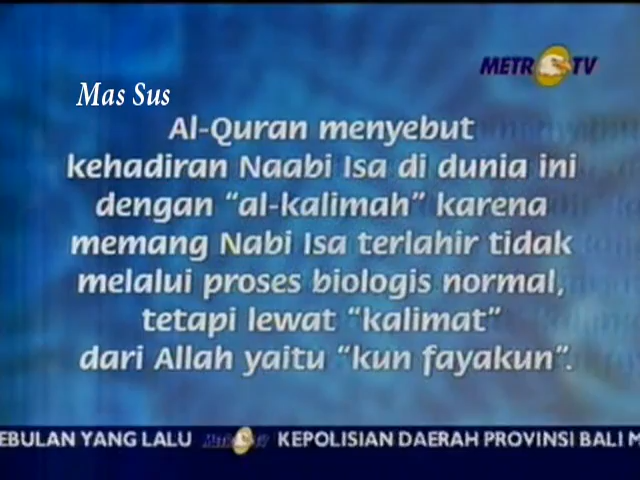 METRO TV
Mas Sus
Al-Quran menyebut
kehadiran Naabi Isa di dunia ini
dengan “al-kalimah” karena
memang Nabi Isa terlahir tidak
melalui proses biologis normal,
tetapi lewat “kalimat”
dari Allah yaitu “kun fayakun”.
EBULAN YANG LALU METRO TV KEPOLISIAN DAERAH PROVINSI BALI M